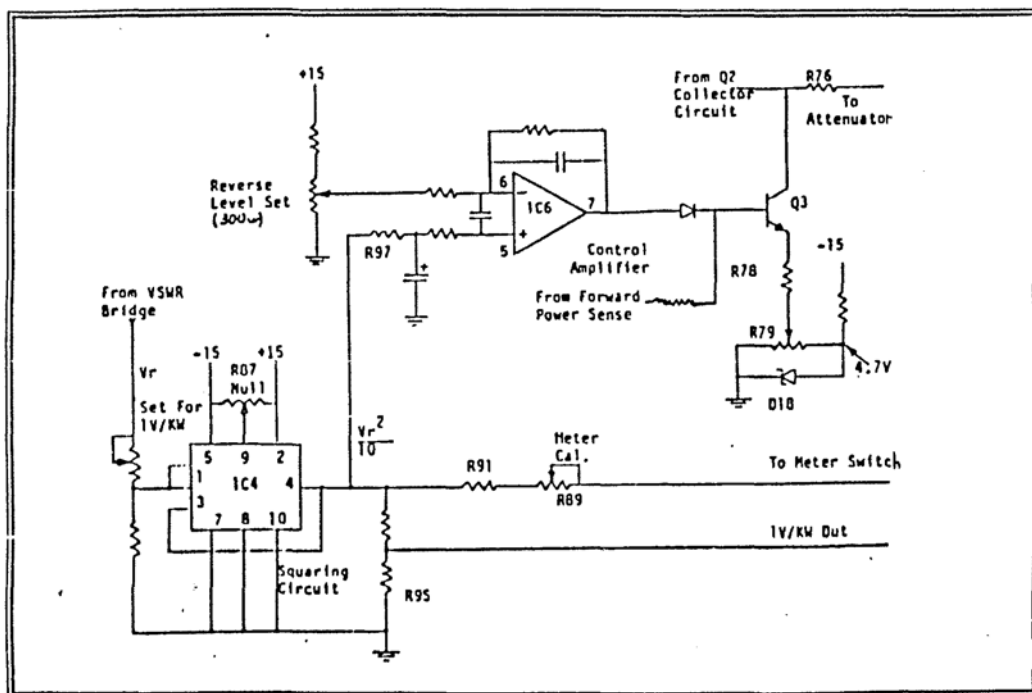 +15
Reverse
Level Set
(300w)
From Q2
Collector
Circuit
R76
To
Attenuator
6
-
IC6
7
+
5
R97
Control
Amplifier
From Forward
Power Sense
Q3
-15
R78
R79
4.7V
D18
From VSWR
Bridge
Vr
Set For
1V/KW
-15
+15
R87
Null
5
9
2
1
IC4
4
3
7
8
10
Squaring
Circuit
Vr²
10
R91
Meter
Cal.
R89
To Meter Switch
1V/KW Out
R95